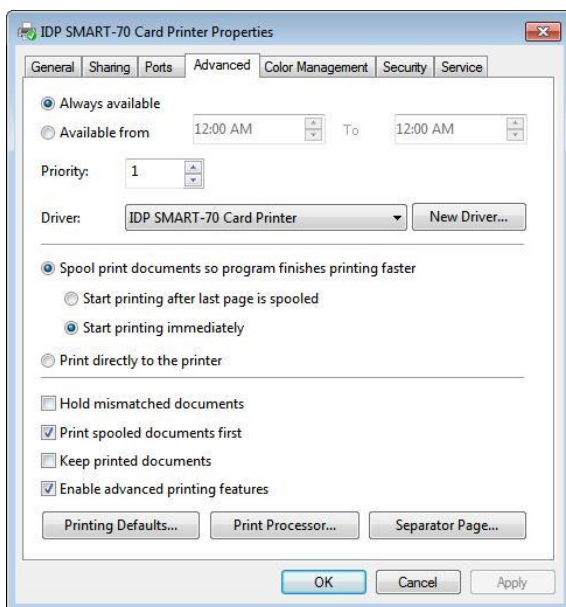 IDP SMART-70 Card Printer Properties
General Sharing Ports Advanced Color Management Security Service
Always available
Available from 12:00 AM To 12:00 AM
Priority: 1
Driver: IDP SMART-70 Card Printer New Driver...
Spool print documents so program finishes printing faster
Start printing after last page is spooled
Start printing immediately
Print directly to the printer
Hold mismatched documents
Print spooled documents first
Keep printed documents
Enable advanced printing features
Printing Defaults... Print Processor... Separator Page...
OK Cancel Apply